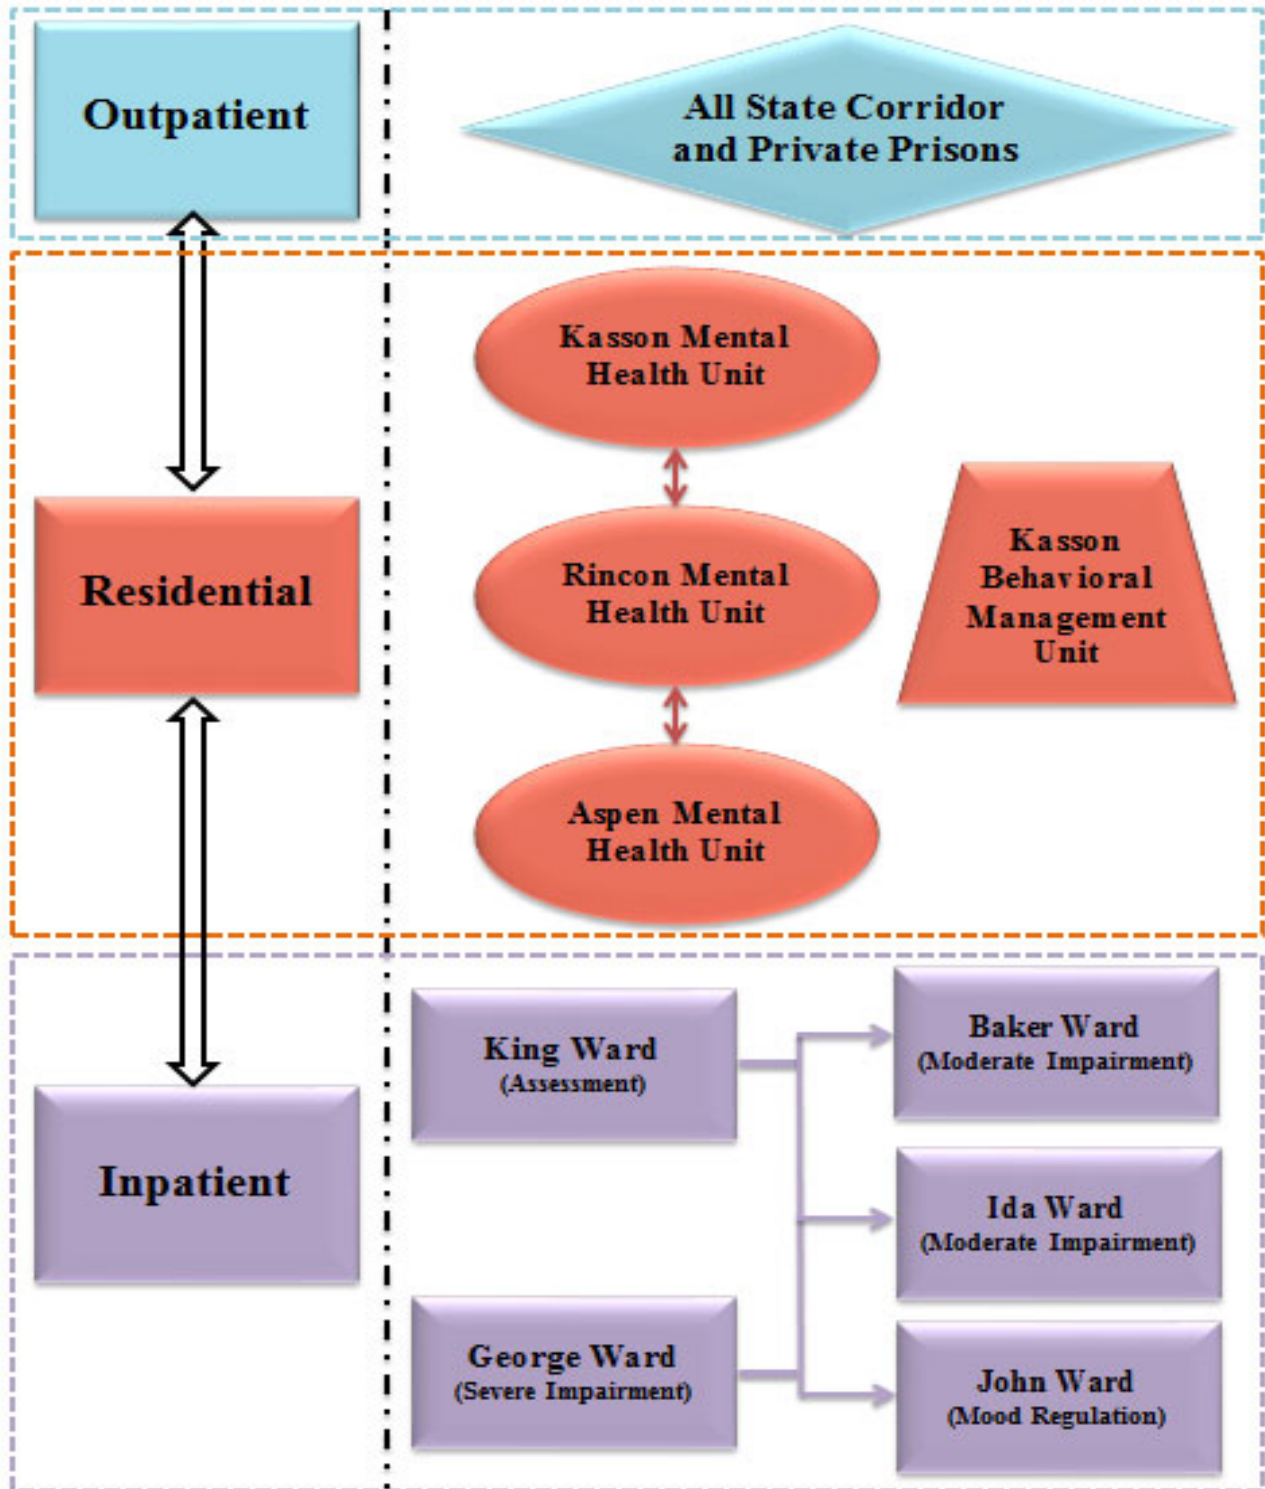 Outpatient
All State Corridor
and Private Prisons
Residential
Kasson Mental
Health Unit
Rincon Mental
Health Unit
Aspen Mental
Health Unit
Kasson
Behavioral
Management
Unit
Inpatient
King Ward
(Assessment)
George Ward
(Severe Impairment)
Baker Ward
(Moderate Impairment)
Ida Ward
(Moderate Impairment)
John Ward
(Mood Regulation)